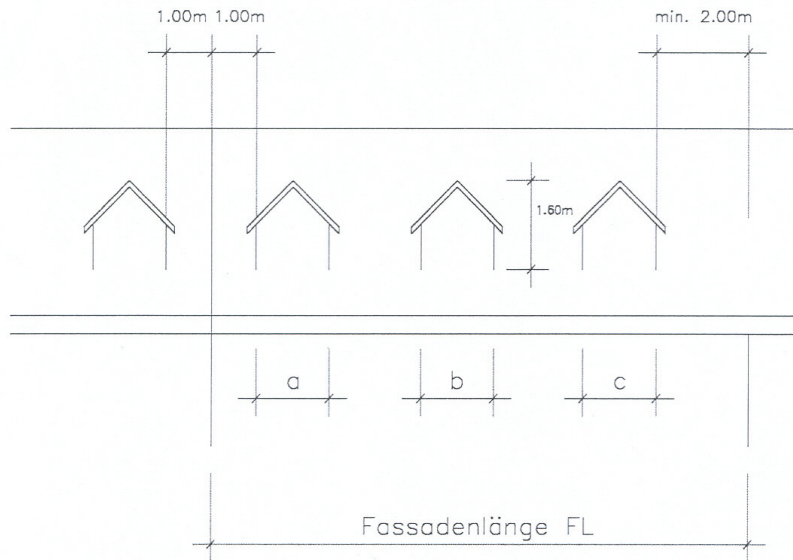 1.00m 1.00m
min. 2.00m
1.60m
a
b
c
Fassadenlänge FL